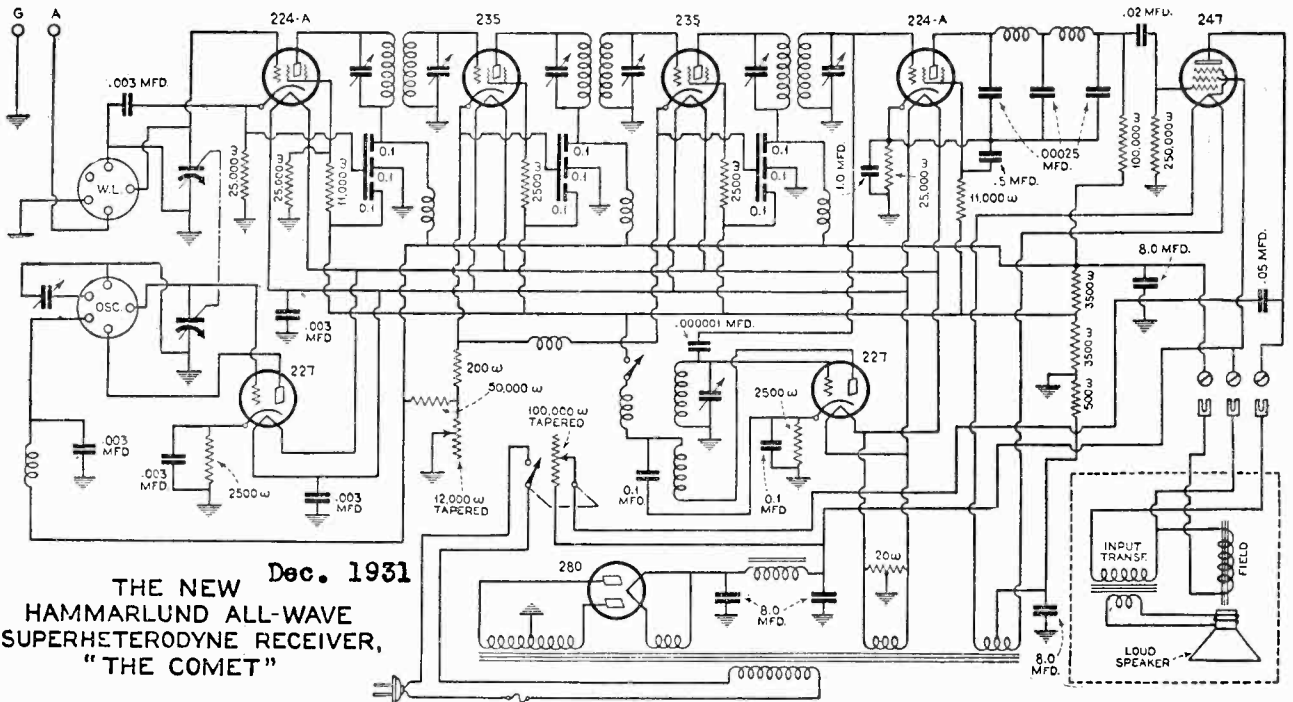 G A
224-A
235
235
224-A
.02 MFD.
247
.003 MFD.
W.L.
25,000 ω
25,000 ω
11,000 ω
0.1
0.1
0.1
2500 ω
0.1
0.1
0.1
2500 ω
0.1
0.1
0.1
1.0 MFD.
25,000 ω
11,000 ω
.5 MFD.
.00025
MFD.
100,000 ω
250,000 ω
OSC.
.003
MFD
.000001 MFD.
3500 ω
8.0 MFD.
.05 MFD.
227
200 ω
50,000 ω
100,000 ω
TAPERED
2500 ω
227
3500 ω
500 ω
.003
MFD
.003
MFD
2500 ω
.003
MFD
12,000 ω
TAPERED
0.1
MFD
0.1
MFD
Dec. 1931
THE NEW
HAMMARLUND ALL-WAVE
SUPERHETERODYNE RECEIVER,
"THE COMET"
280
8.0
MFD.
20 ω
8.0
MFD.
INPUT
TRANSF.
FIELD
LOUD
SPEAKER